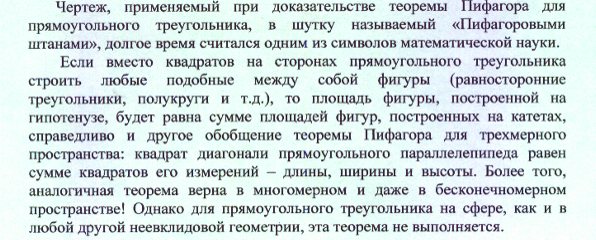 Чертеж, применяемый при доказательстве теоремы Пифагора для
прямоугольного треугольника, в шутку называемый «Пифагоровыми
штанами», долгое время считался одним из символов математической науки.
Если вместо квадратов на сторонах прямоугольного треугольника
строить любые подобные между собой фигуры (равносторонние
треугольники, полукруги и т.д.), то площадь фигуры, построенной на
гипотенузе, будет равна сумме площадей фигур, построенных на катетах,
справедливо и другое обобщение теоремы Пифагора для трехмерного
пространства: квадрат диагонали прямоугольного параллелепипеда равен
сумме квадратов его измерений – длины, ширины и высоты. Более того,
аналогичная теорема верна в многомерном и даже в бесконечномерном
пространстве! Однако для прямоугольного треугольника на сфере, как и в
любой другой неевклидовой геометрии, эта теорема не выполняется.